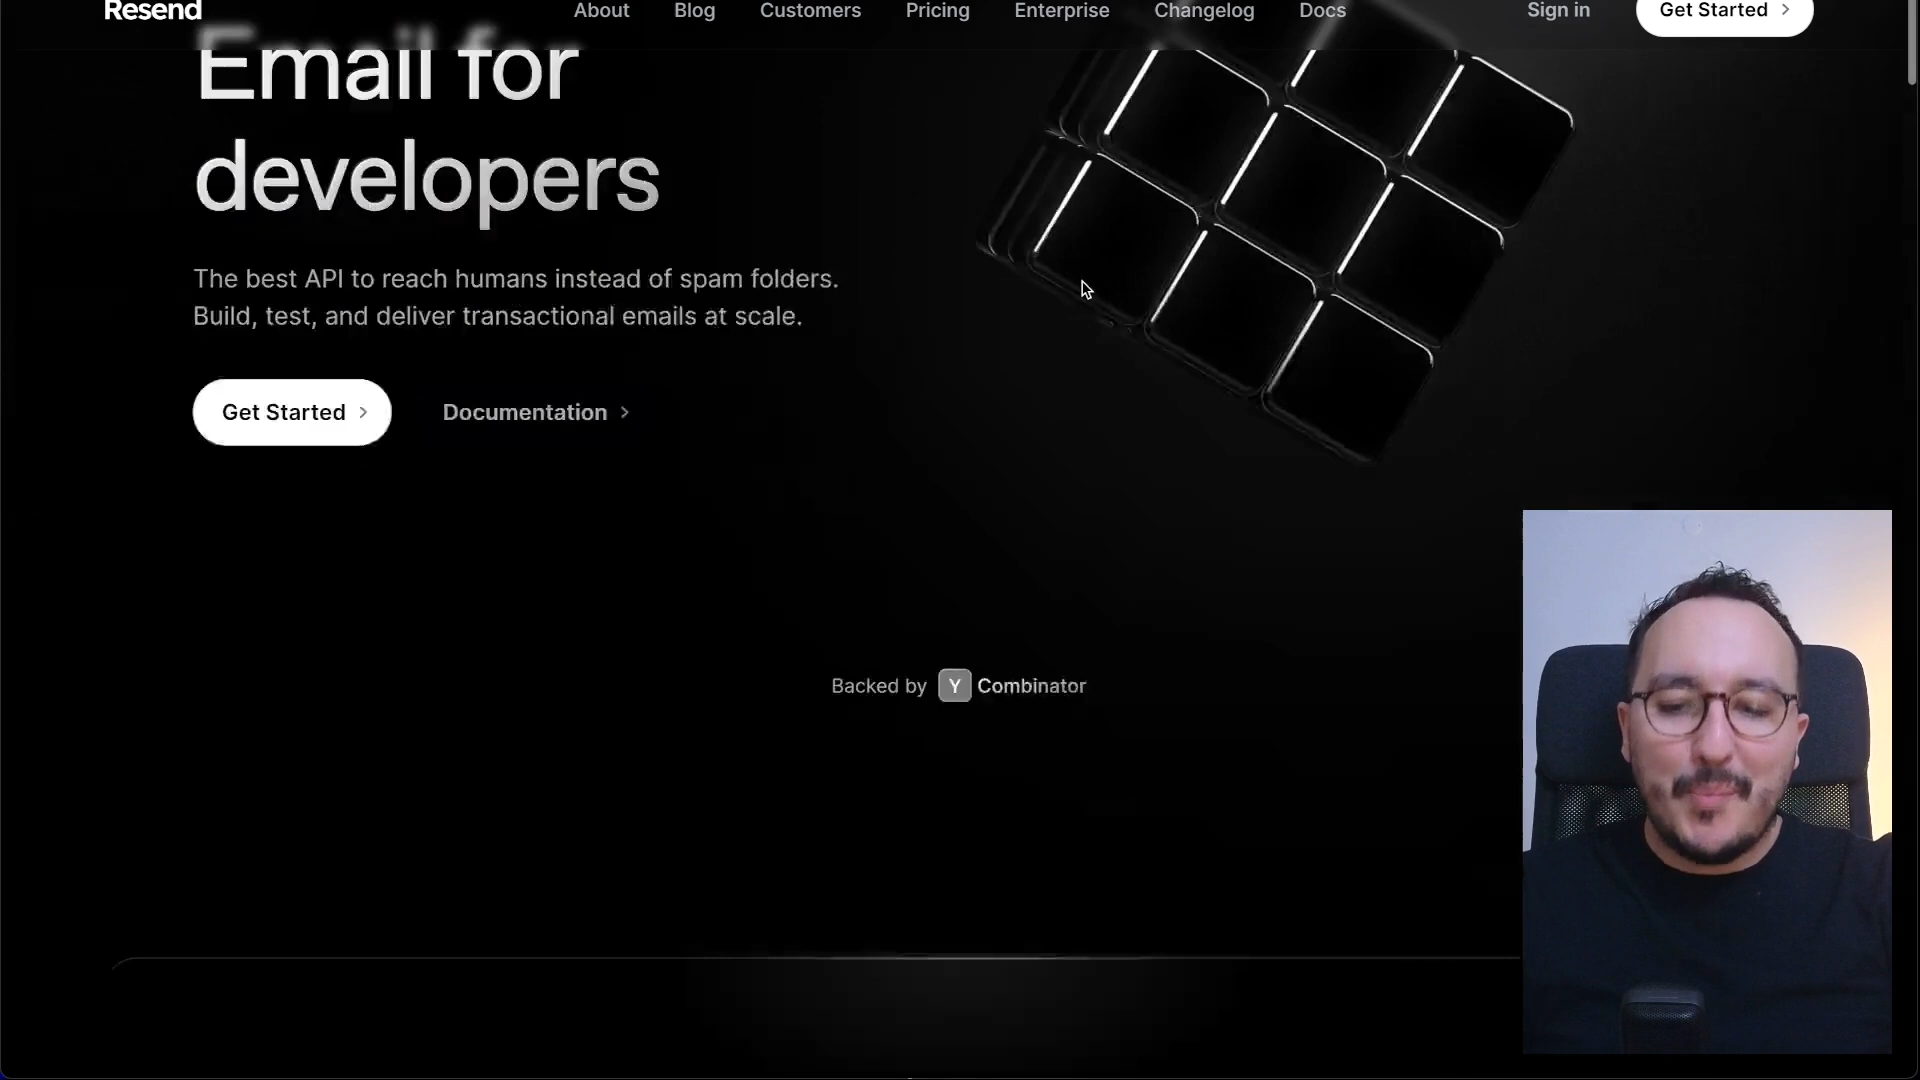 Resend
About Blog Customers Pricing Enterprise Changelog Docs
Sign in Get Started
Email for
developers
The best API to reach humans instead of spam folders.
Build, test, and deliver transactional emails at scale.
Get Started Documentation
Backed by Y Combinator